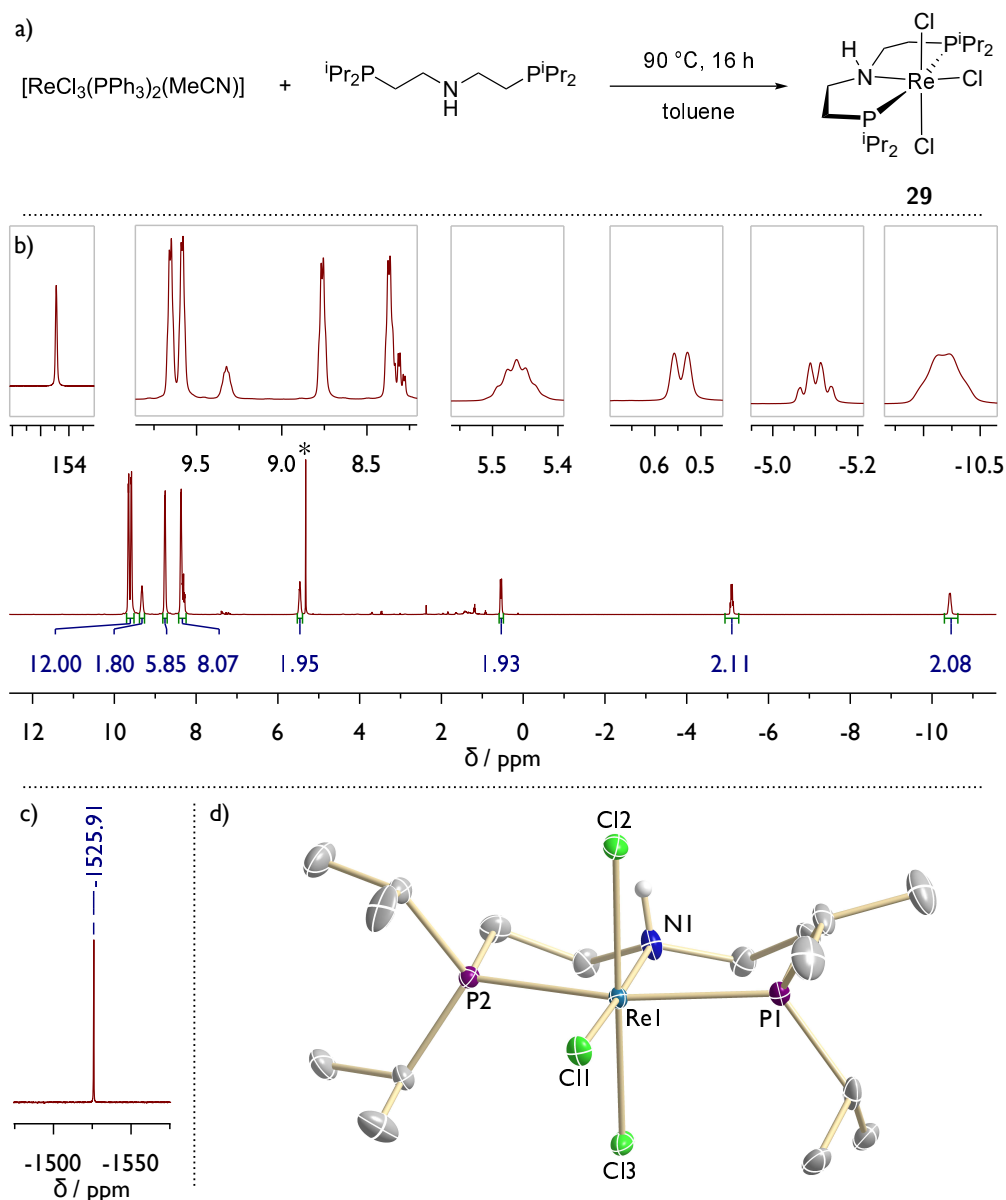 a)
[ReCl3(PPh3)2(MeCN)] + iPr2P N H PiPr2 90 °C, 16 h toluene
H N PiPr2 Cl Re Cl P iPr2 Cl
29
b)
154 9.5 9.0 8.5 5.5 5.4 0.6 0.5 -5.0 -5.2 -10.5
*
12.00 1.80 5.85 8.07 1.95 1.93 2.11 2.08
12 10 8 6 4 2 0 -2 -4 -6 -8 -10
δ / ppm
c)
-1525.91
-1500 -1550
δ / ppm
d)
Cl2
N1
P2 Re1 P1
Cl1
Cl3